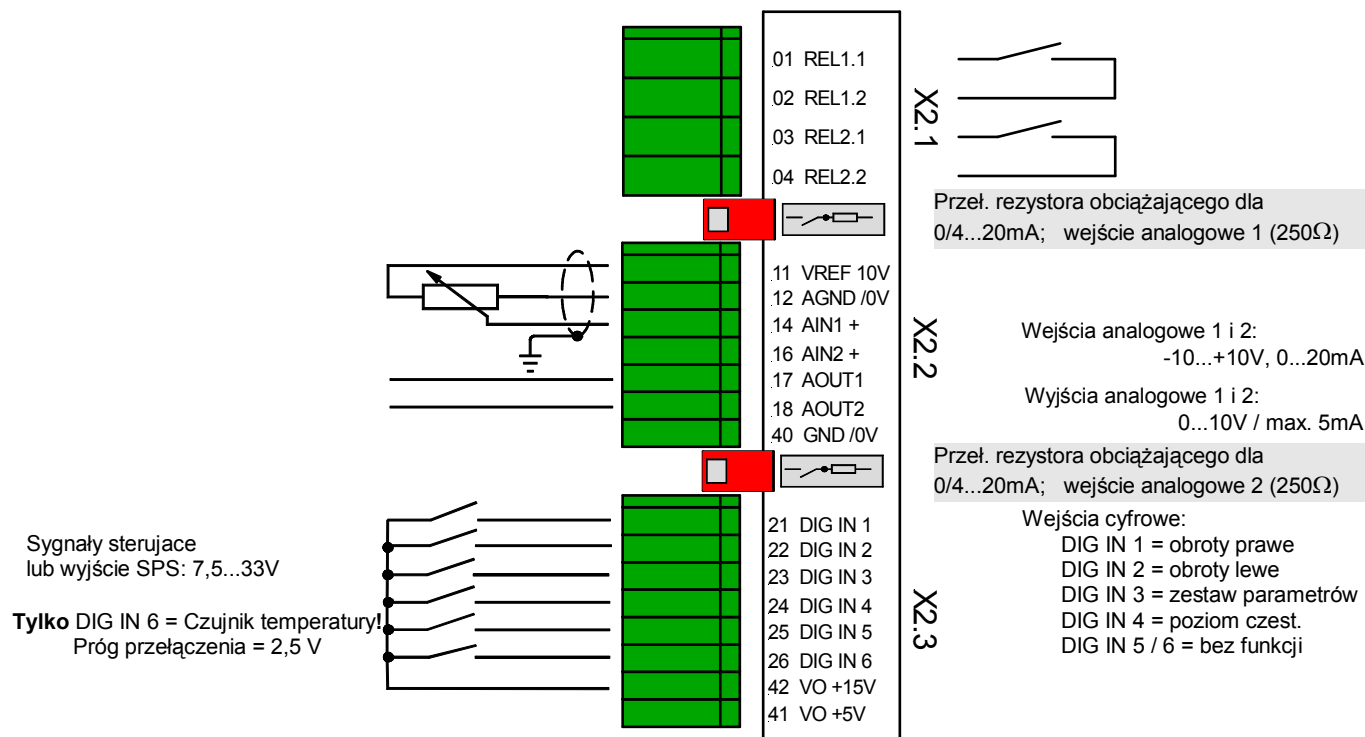 01 REL1.1
02 REL1.2
03 REL2.1
04 REL2.2
X2.1
Przeł. rezystora obciążającego dla
0/4...20mA; wejście analogowe 1 (250Ω)
11 VREF 10V
12 AGND /0V
14 AIN1 +
16 AIN2 +
17 AOUT1
18 AOUT2
40 GND /0V
X2.2
Wejścia analogowe 1 i 2:
-10...+10V, 0...20mA
Wyjścia analogowe 1 i 2:
0...10V / max. 5mA
Przeł. rezystora obciążającego dla
0/4...20mA; wejście analogowe 2 (250Ω)
Sygnały sterujace
lub wyjście SPS: 7,5...33V
Tylko DIG IN 6 = Czujnik temperatury!
Próg przełączenia = 2,5 V
21 DIG IN 1
22 DIG IN 2
23 DIG IN 3
24 DIG IN 4
25 DIG IN 5
26 DIG IN 6
42 VO +15V
41 VO +5V
X2.3
Wejścia cyfrowe:
DIG IN 1 = obroty prawe
DIG IN 2 = obroty lewe
DIG IN 3 = zestaw parametrów
DIG IN 4 = poziom czest.
DIG IN 5 / 6 = bez funkcji